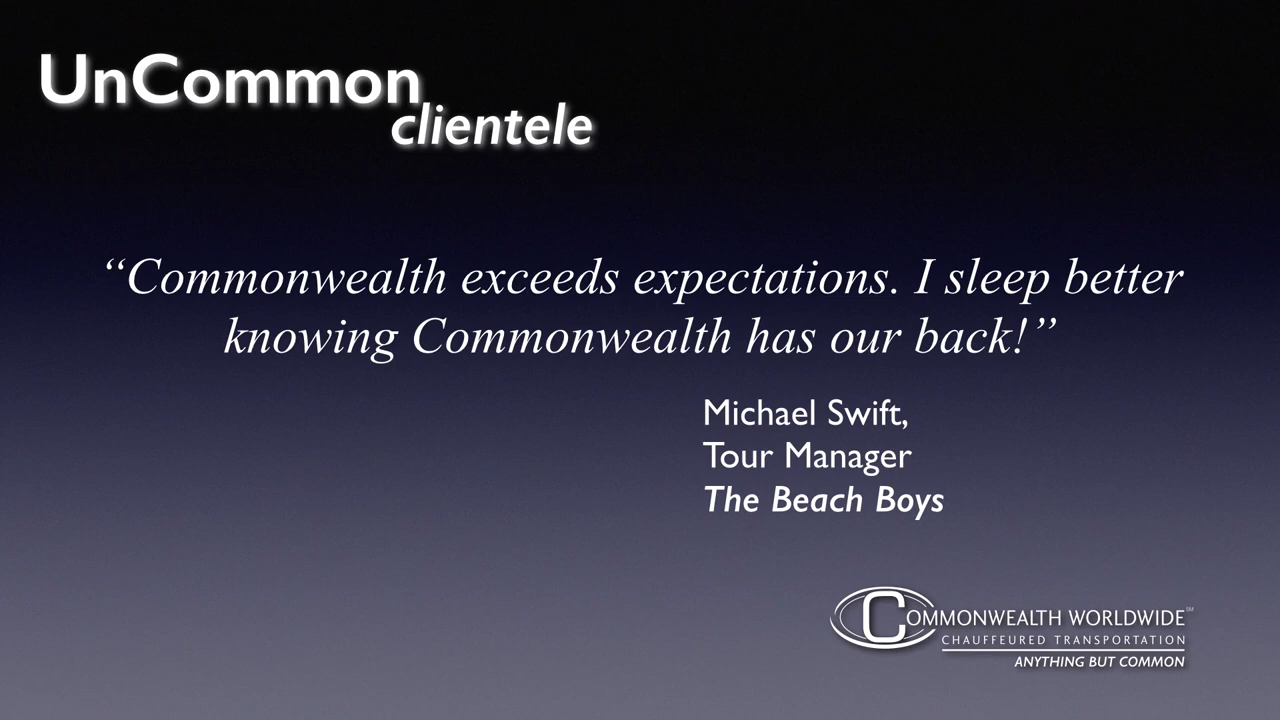 UnCommon
clientele
“Commonwealth exceeds expectations. I sleep better
knowing Commonwealth has our back!”
Michael Swift,
Tour Manager
The Beach Boys
COMMONWEALTH WORLDWIDE℠
CHAUFFEURED TRANSPORTATION
ANYTHING BUT COMMON